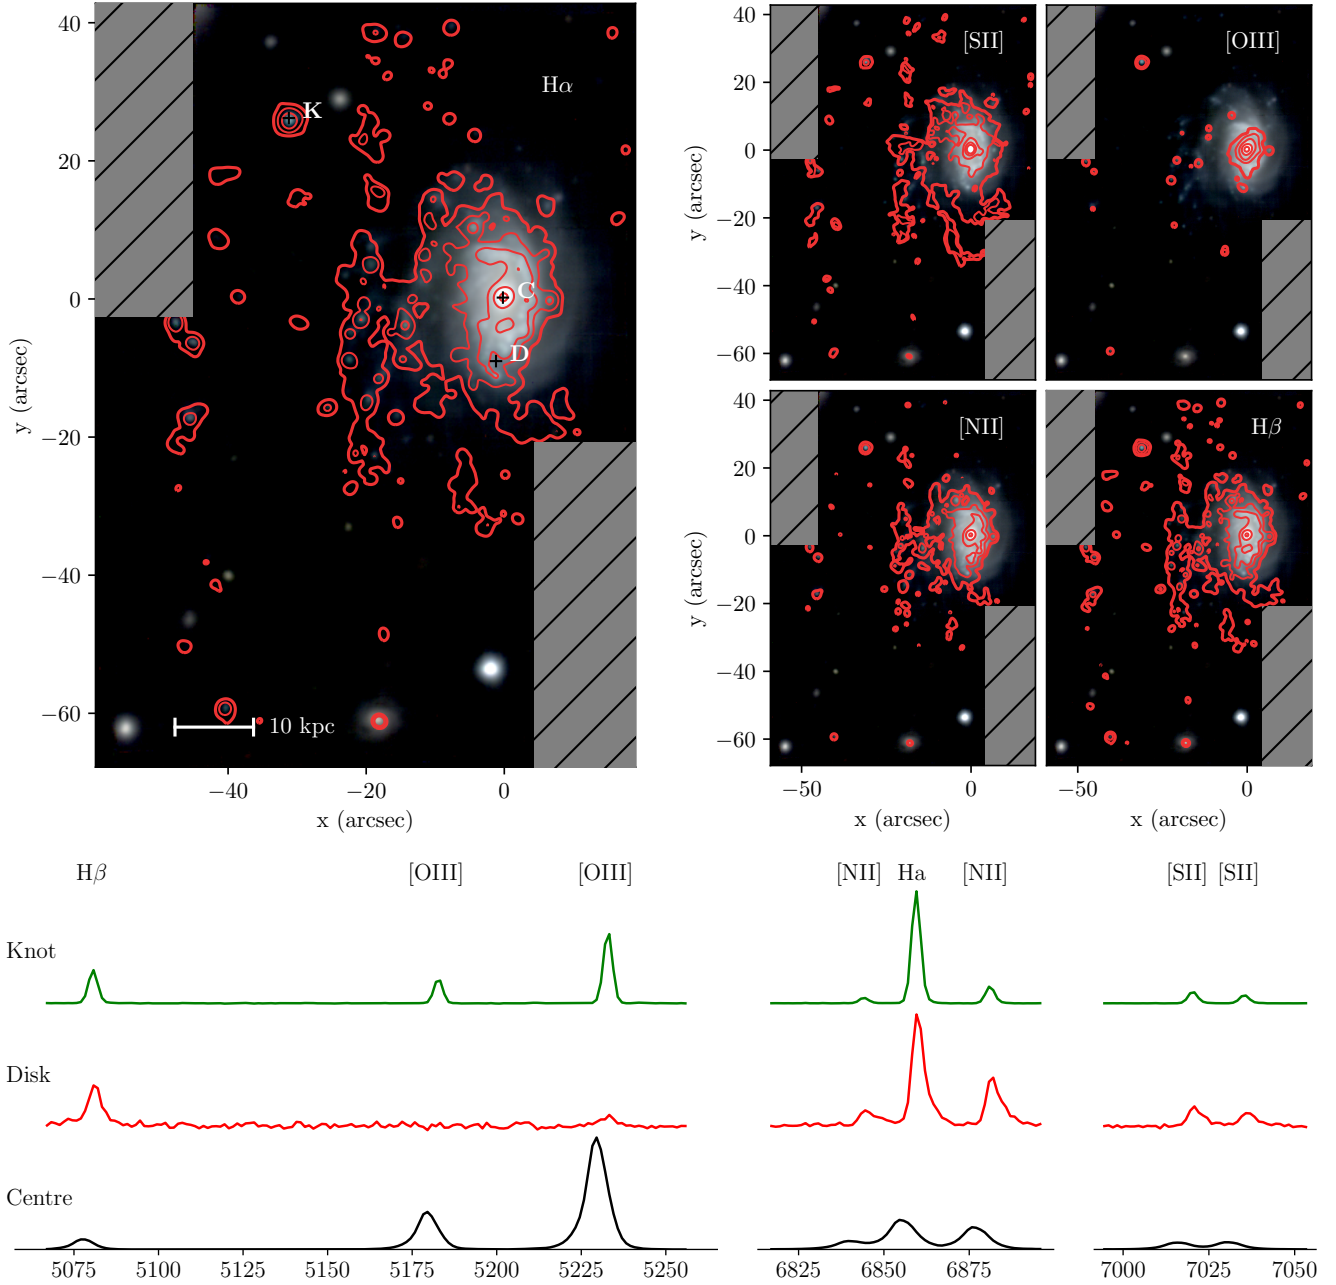 Hα
K
C
D
10 kpc
40
20
0
−20
−40
−60
y (arcsec)
−40 −20 0
x (arcsec)
[SII]
[OIII]
40
20
0
−20
−40
−60
y (arcsec)
[NII]
Hβ
40
20
0
−20
−40
−60
y (arcsec)
−50 0
−50 0
x (arcsec)
x (arcsec)
Hβ [OIII] [OIII] [NII] Ha [NII] [SII] [SII]
Knot
Disk
Centre
5075 5100 5125 5150 5175 5200 5225 5250
6825 6850 6875
7000 7025 7050